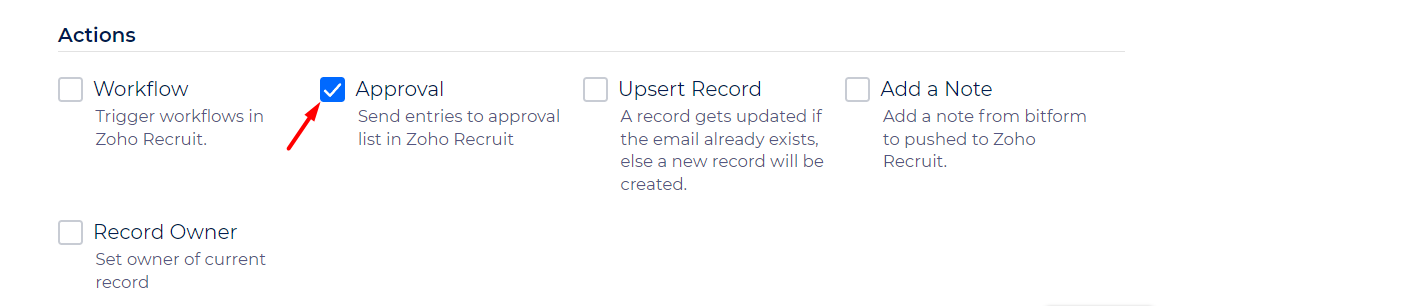 Actions
Workflow
Trigger workflows in
Zoho Recruit.
Approval
Send entries to approval
list in Zoho Recruit
Upsert Record
A record gets updated if
the email already exists,
else a new record will be
created.
Add a Note
Add a note from bitform
to pushed to Zoho
Recruit.
Record Owner
Set owner of current
record